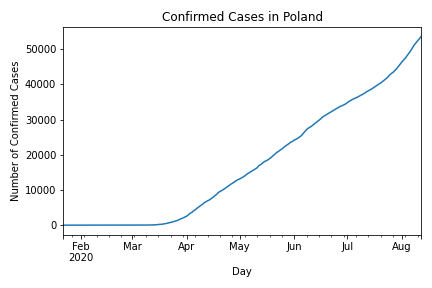 Confirmed Cases in Poland
Number of Confirmed Cases
50000
40000
30000
20000
10000
0
Feb
2020
Mar
Apr
May
Jun
Jul
Aug
Day